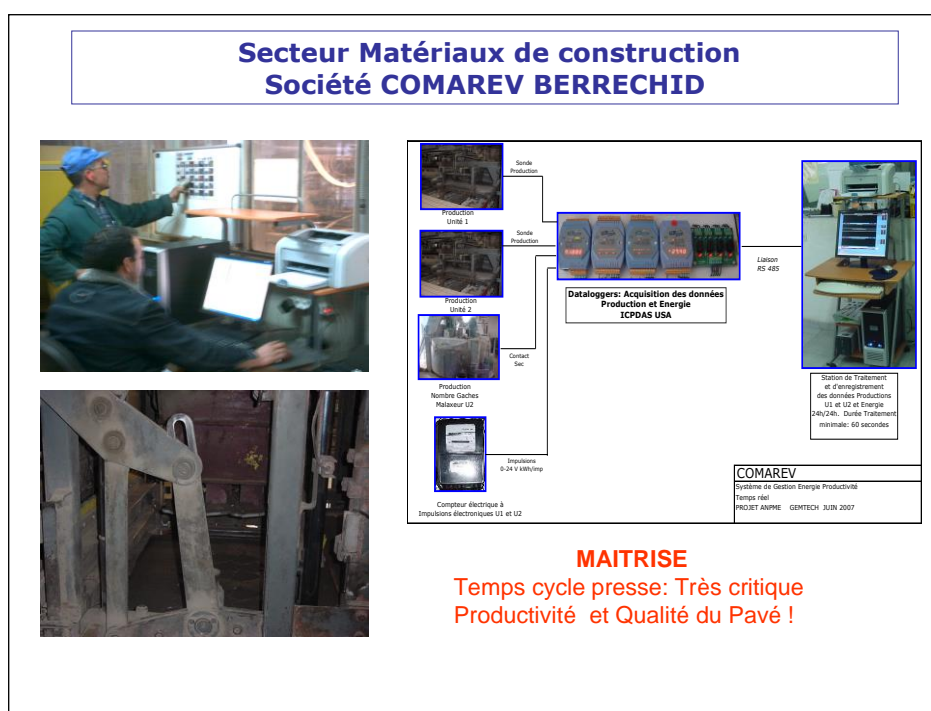 Secteur Matériaux de construction
Société COMAREV BERRECHID
Sonde
Production
Production
Unité 1
Sonde
Production
Production
Unité 2
Contact
Sec
Production
Nombre Gaches
Malaxeur U2
Impulsions
0-24 V kWh/imp
Compteur électrique à
Impulsions électroniques U1 et U2
Dataloggers: Acquisition des données
Production et Energie
ICPDAS USA
Liaison
RS 485
Station de Traitement
et d'enregistrement
des données Productions
U1 et U2 et Energie
24h/24h. Durée Traitement
minimale: 60 secondes
COMAREV
Système de Gestion Energie Productivité
Temps réel
PROJET ANPME GEMTECH JUIN 2007
MAITRISE
Temps cycle presse: Très critique
Productivité et Qualité du Pavé !